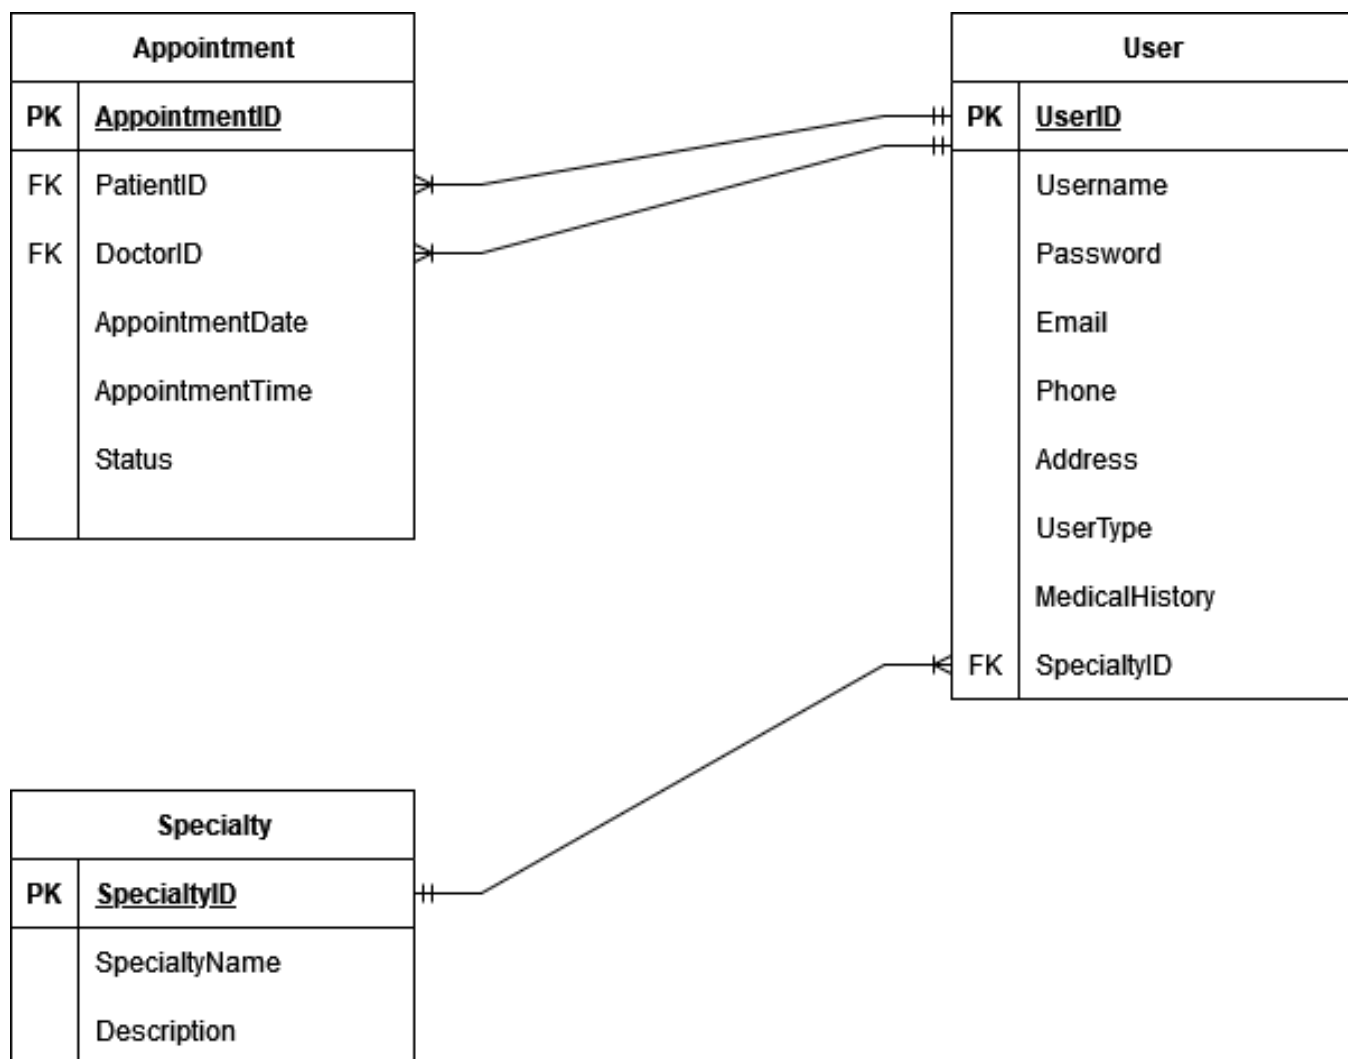 Appointment
PK AppointmentID
FK PatientID
FK DoctorID
AppointmentDate
AppointmentTime
Status
User
PK UserID
Username
Password
Email
Phone
Address
UserType
MedicalHistory
FK SpecialtyID
Specialty
PK SpecialtyID
SpecialtyName
Description